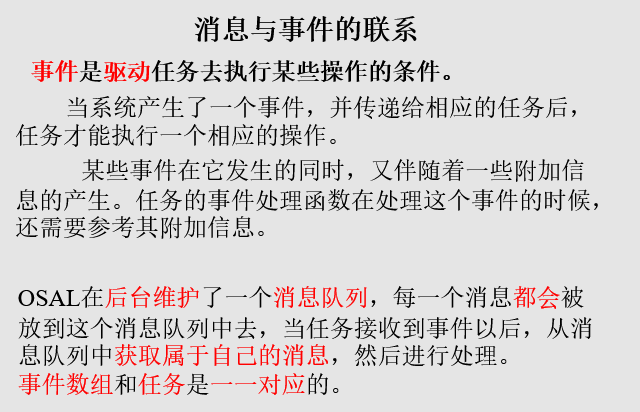 消息与事件的联系
事件是驱动任务去执行某些操作的条件。
当系统产生了一个事件，并传递给相应的任务后，
任务才能执行一个相应的操作。
某些事件在它发生的同时，又伴随着一些附加信
息的产生。任务的事件处理函数在处理这个事件的时候，
还需要参考其附加信息。
OSAL在后台维护了一个消息队列，每一个消息都会被
放到这个消息队列中去，当任务接收到事件以后，从消
息队列中获取属于自己的消息，然后进行处理。
事件数组和任务是一一对应的。